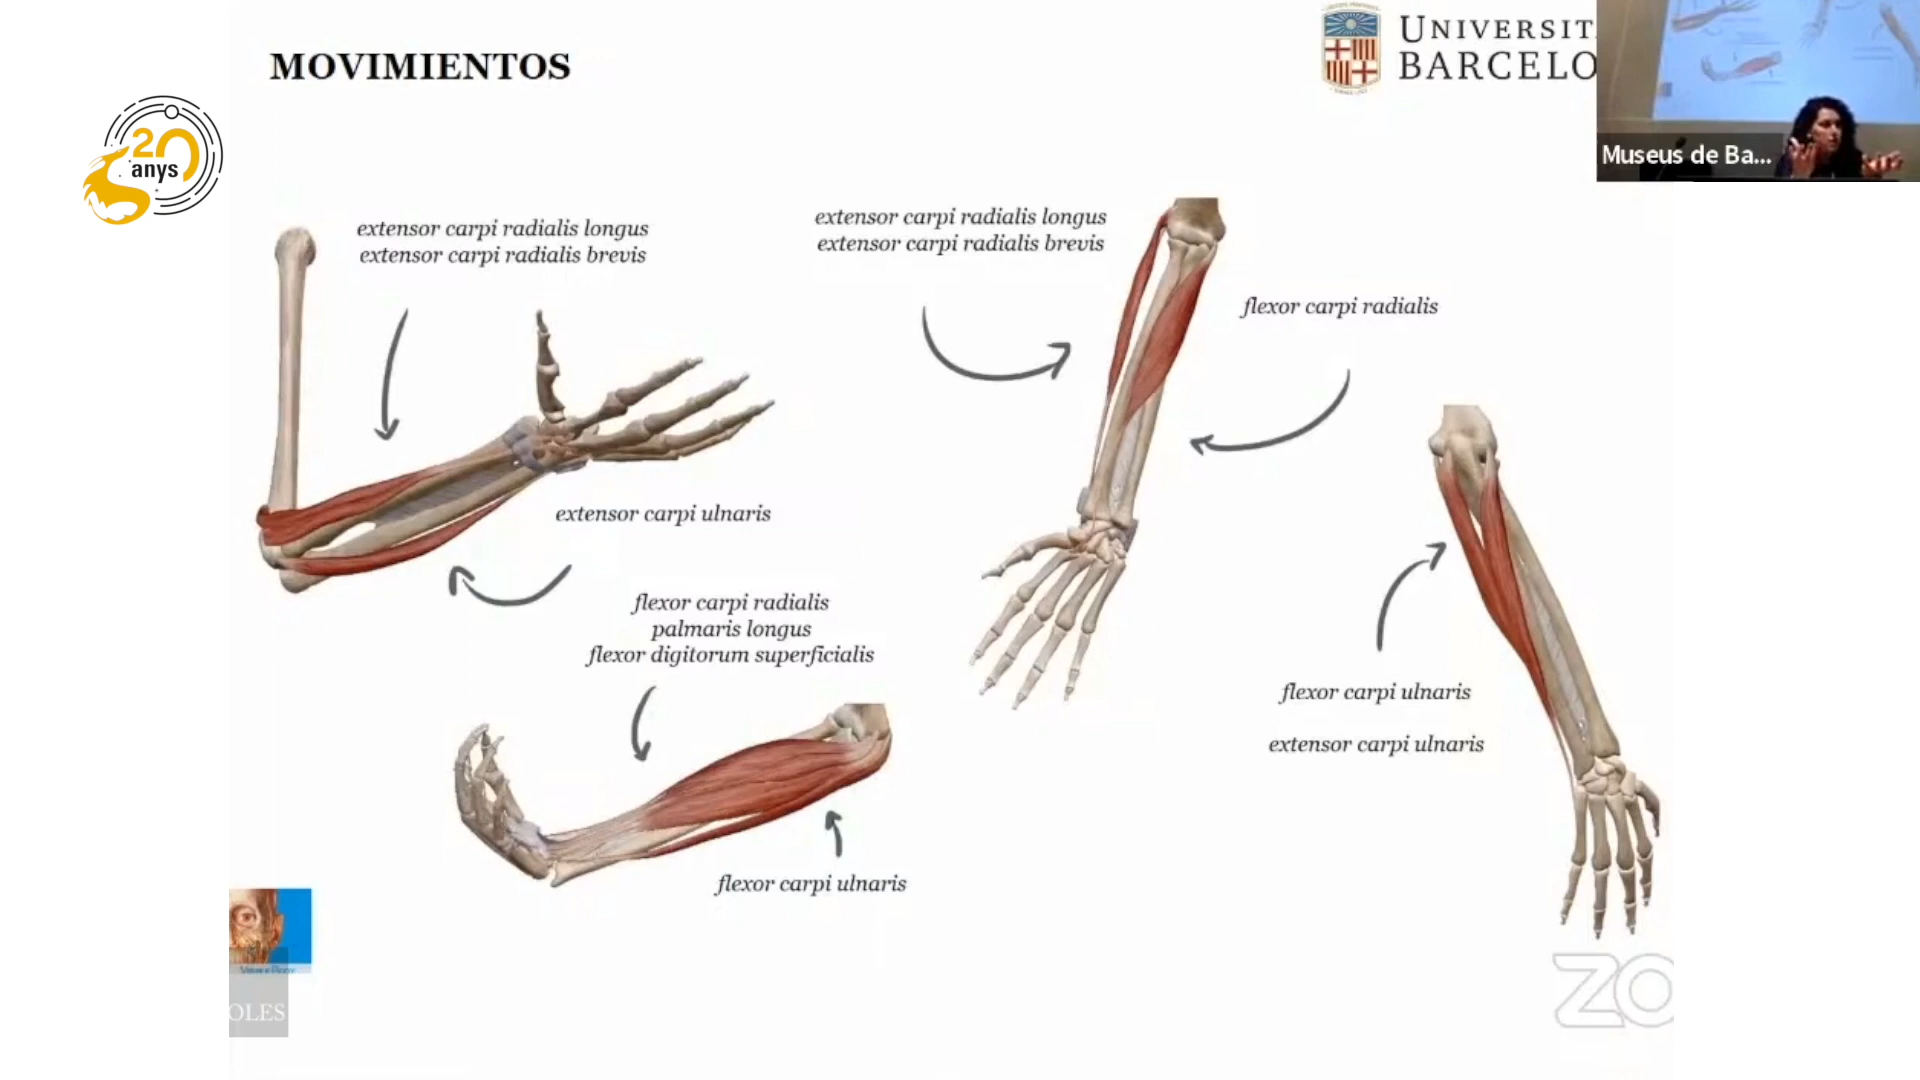 MOVIMIENTOS
UNIVERSIT
BARCELO
Museus de Ba...
20
anys
extensor carpi radialis longus
extensor carpi radialis brevis
extensor carpi radialis longus
extensor carpi radialis brevis
flexor carpi radialis
extensor carpi ulnaris
flexor carpi radialis
palmaris longus
flexor digitorum superficialis
flexor carpi ulnaris
extensor carpi ulnaris
flexor carpi ulnaris
OLES
ZO